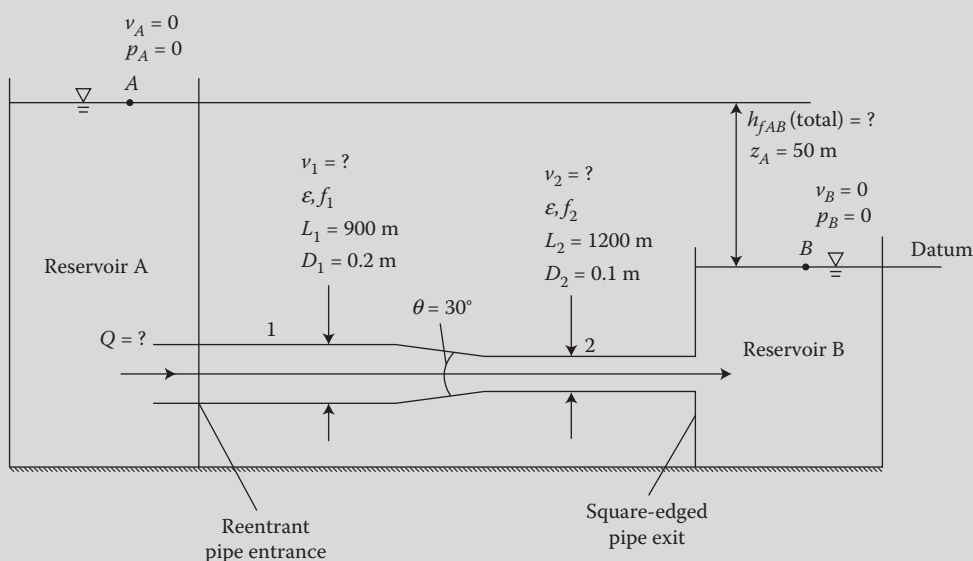 v_A = 0
p_A = 0
A
h_fAB (total) = ?
z_A = 50 m
v_1 = ?
ε, f_1
L_1 = 900 m
D_1 = 0.2 m
v_2 = ?
ε, f_2
L_2 = 1200 m
D_2 = 0.1 m
v_B = 0
p_B = 0
B
Datum
Reservoir A
θ = 30°
Q = ?
1
2
Reservoir B
Reentrant
pipe entrance
Square-edged
pipe exit